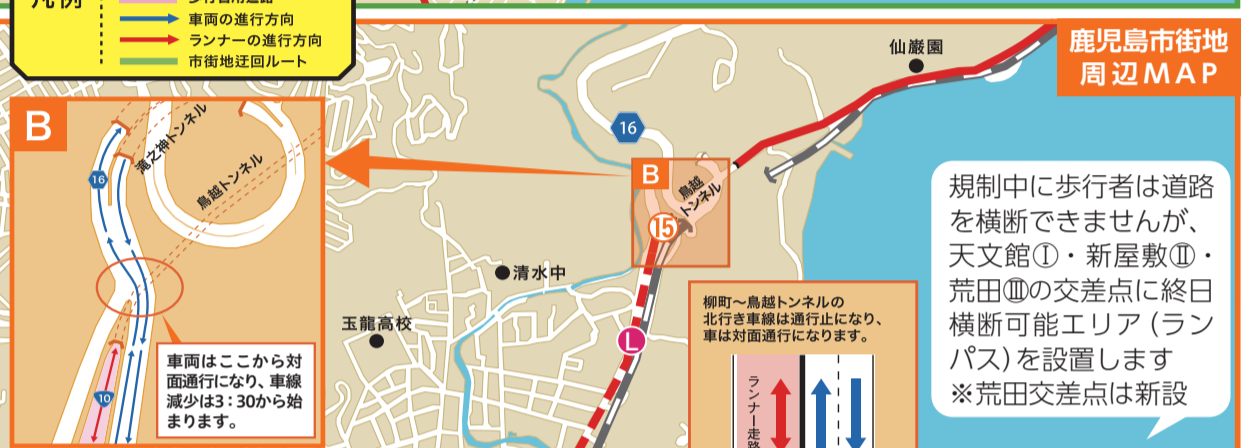 凡例
歩行者用道路
車両の進行方向
ランナーの進行方向
市街地迂回ルート
鹿児島市街地
周辺MAP
仙巌園
16
B
鳥越
トンネル
⑮
清水中
玉龍高校
L
B
滝之神トンネル
鳥越トンネル
16
10
車両はここから対
面通行になり、車線
減少は3：30から始
まります。
柳町〜鳥越トンネルの
北行き車線は通行止になり、
車は対面通行になります。
ランナー走路
規制中に歩行者は道路
を横断できませんが、
天文館Ⓘ・新屋敷Ⅱ・
荒田Ⅲの交差点に終日
横断可能エリア（ラン
パス）を設置します
※荒田交差点は新設